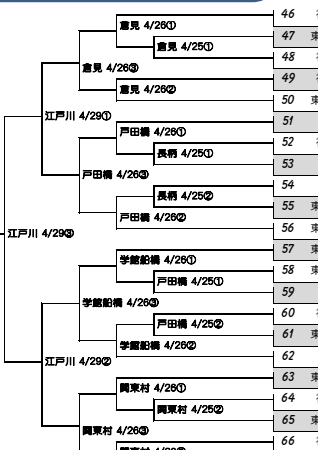 46
倉見 4/26①
47 東
倉見 4/25①
48
倉見 4/26③
49
倉見 4/26②
50 東
江戸川 4/29①
51
戸田橋 4/26①
52
長柄 4/25①
53
戸田橋 4/26③
54
長柄 4/25②
55 東
戸田橋 4/26②
56 東
江戸川 4/29③
57 東
学館船橋 4/26①
58 東
戸田橋 4/25①
59
学館船橋 4/26③
60
戸田橋 4/25②
61 東
学館船橋 4/26②
62
江戸川 4/29②
63 東
関東村 4/26①
64
関東村 4/25②
65 東
関東村 4/26③
66